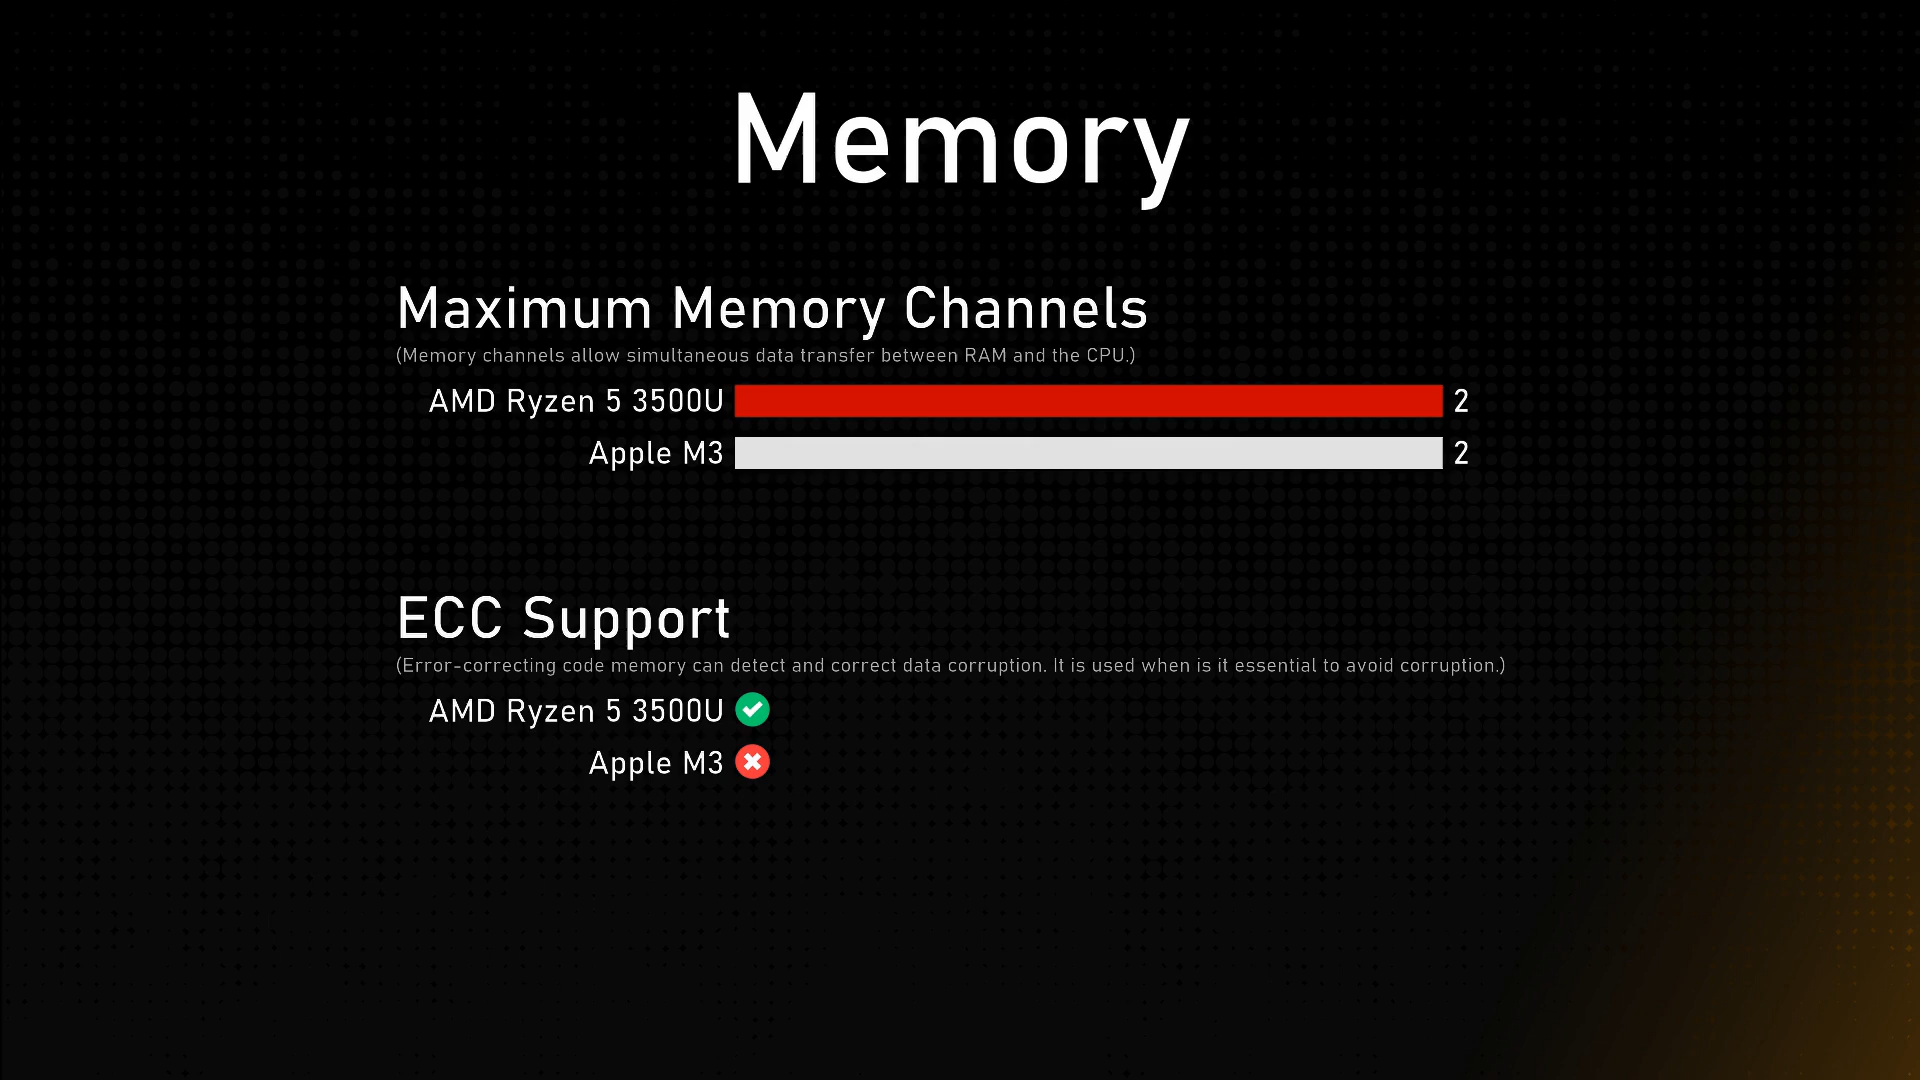 Memory
Maximum Memory Channels
(Memory channels allow simultaneous data transfer between RAM and the CPU.)
AMD Ryzen 5 3500U 2
Apple M3 2
ECC Support
(Error-correcting code memory can detect and correct data corruption. It is used when is it essential to avoid corruption.)
AMD Ryzen 5 3500U
Apple M3